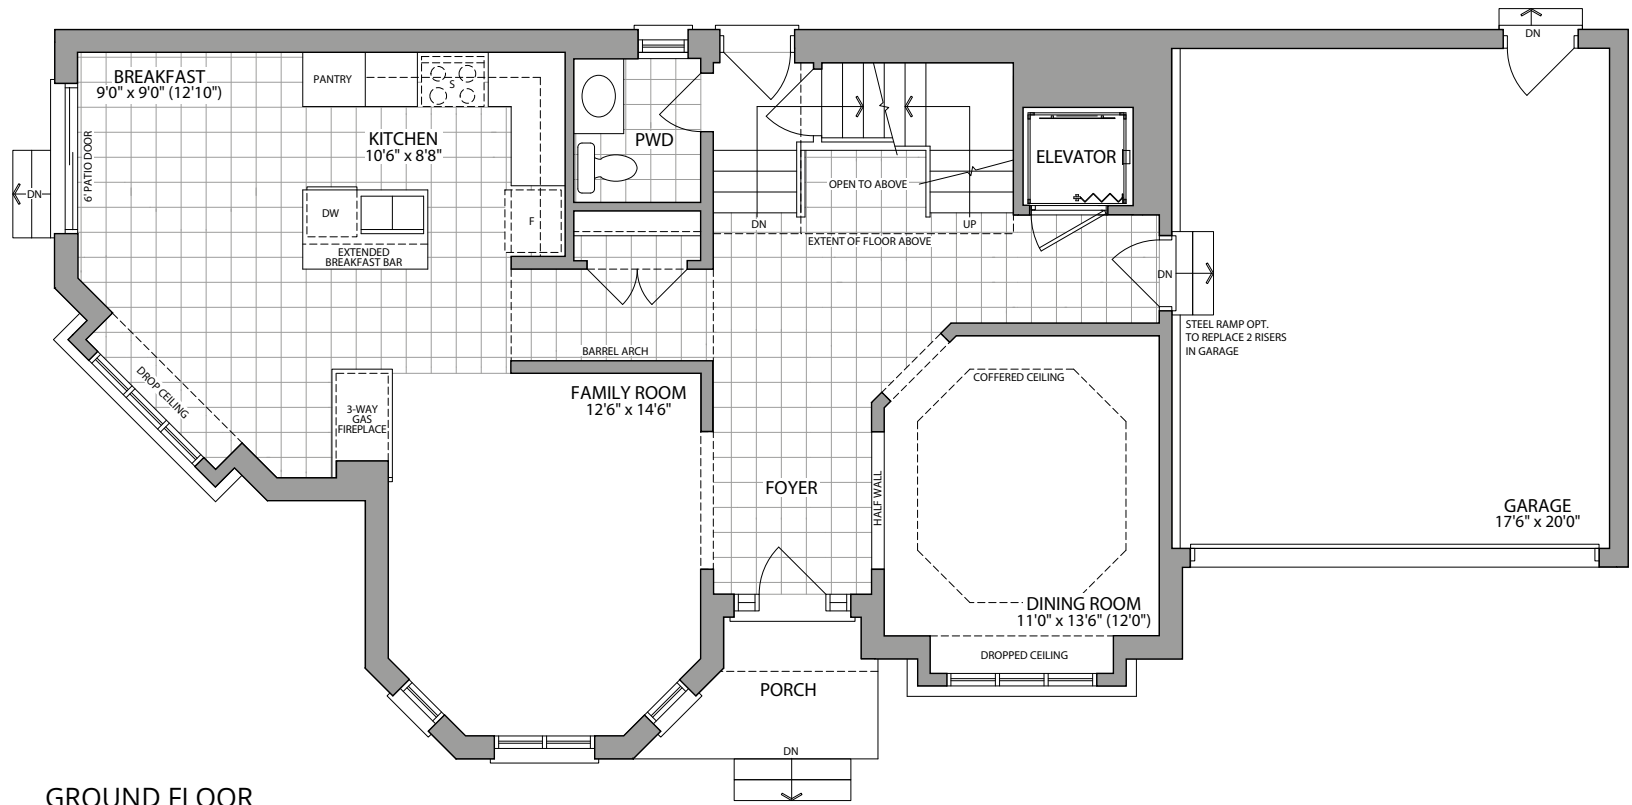 DN
BREAKFAST
9'0" x 9'0" (12'10")
PANTRY
S
KITCHEN
10'6" x 8'8"
6' PATIO DOOR
DN
DW
EXTENDED
BREAKFAST BAR
F
PWD
OPEN TO ABOVE
DN
UP
EXTENT OF FLOOR ABOVE
ELEVATOR
DN
STEEL RAMP OPT.
TO REPLACE 2 RISERS
IN GARAGE
BARREL ARCH
DROP CEILING
3-WAY
GAS
FIREPLACE
FAMILY ROOM
12'6" x 14'6"
COFFERED CEILING
FOYER
HALF WALL
GARAGE
17'6" x 20'0"
DINING ROOM
11'0" x 13'6" (12'0")
DROPPED CEILING
PORCH
DN
GROUND FLOOR